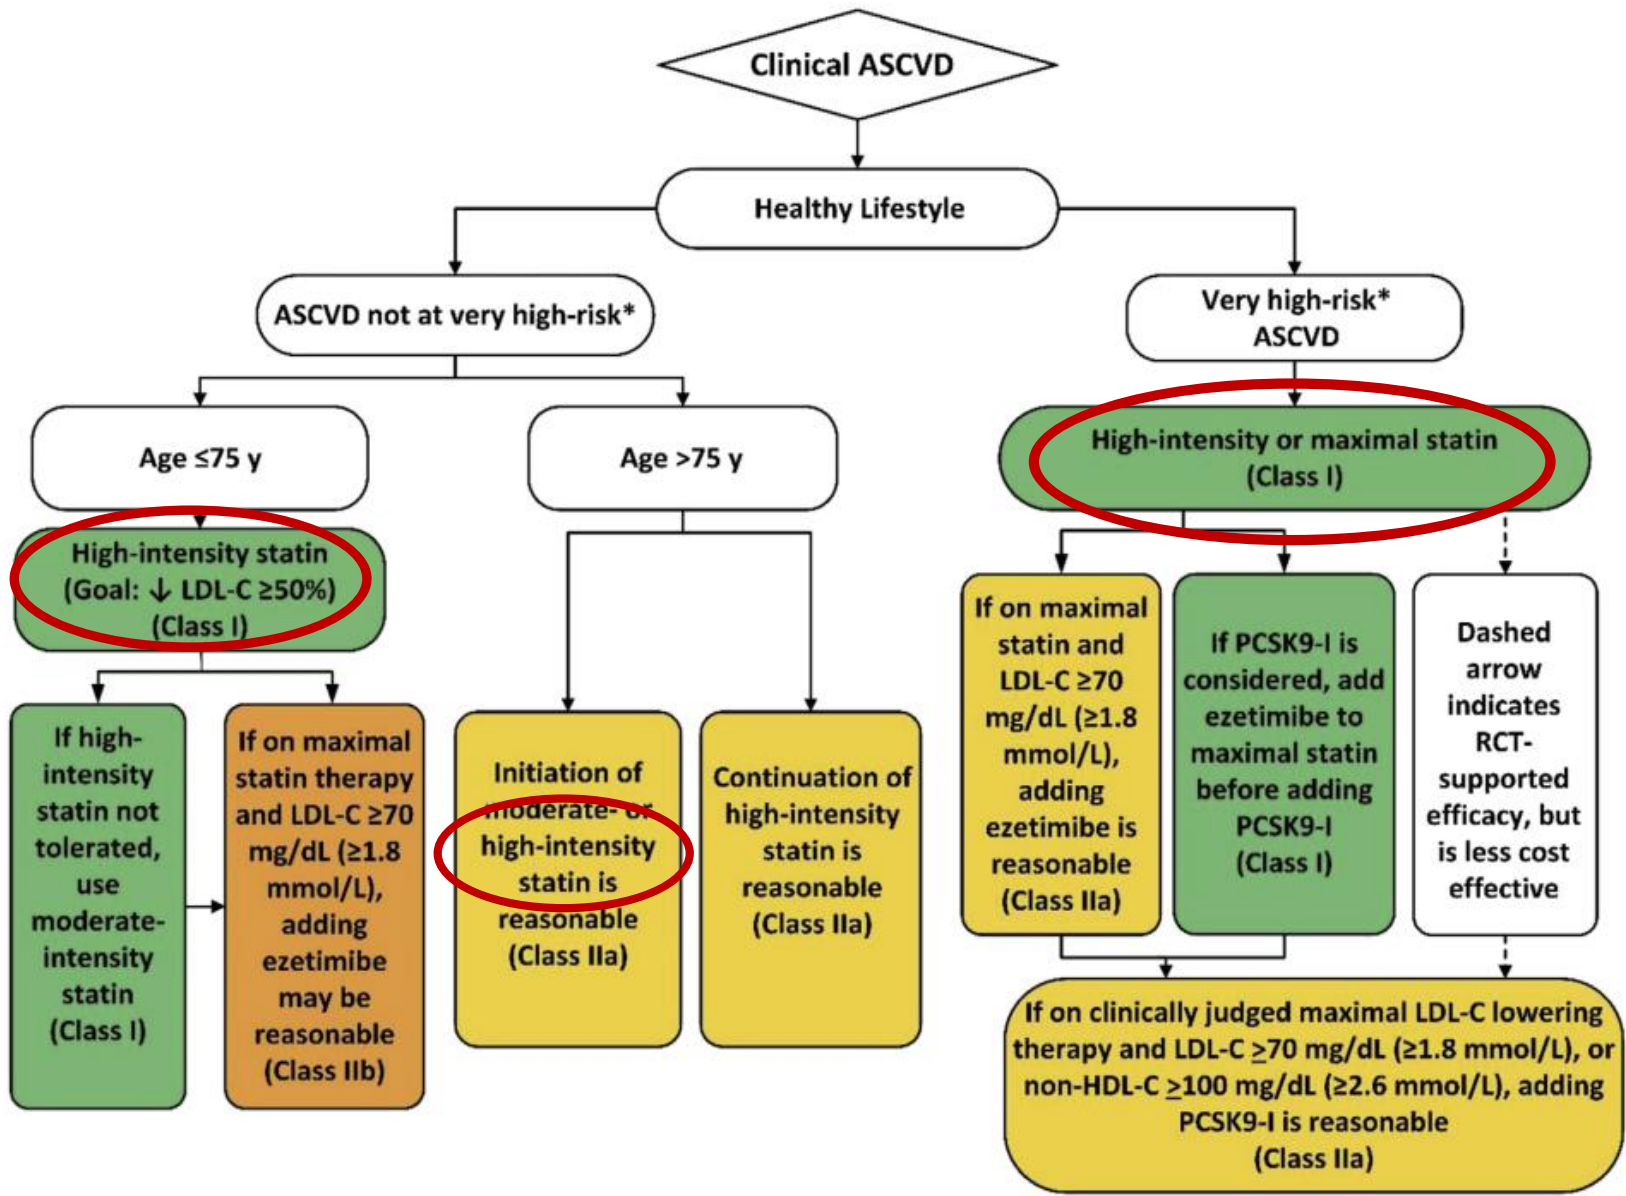 Clinical ASCVD
Healthy Lifestyle
ASCVD not at very high-risk*
Very high-risk*
ASCVD
Age ≤75 y
Age >75 y
High-intensity or maximal statin
(Class I)
High-intensity statin
(Goal: ↓ LDL-C ≥50%)
(Class I)
If high-
intensity
statin not
tolerated,
use
moderate-
intensity
statin
(Class I)
If on maximal
statin therapy
and LDL-C ≥70
mg/dL (≥1.8
mmol/L),
adding
ezetimibe
may be
reasonable
(Class IIb)
Initiation of
moderate- or
high-intensity
statin is
reasonable
(Class IIa)
Continuation of
high-intensity
statin is
reasonable
(Class IIa)
If on maximal
statin and
LDL-C ≥70
mg/dL (≥1.8
mmol/L),
adding
ezetimibe is
reasonable
(Class IIa)
If PCSK9-I is
considered, add
ezetimibe to
maximal statin
before adding
PCSK9-I
(Class I)
Dashed
arrow
indicates
RCT-
supported
efficacy, but
is less cost
effective
If on clinically judged maximal LDL-C lowering
therapy and LDL-C ≥70 mg/dL (≥1.8 mmol/L), or
non-HDL-C ≥100 mg/dL (≥2.6 mmol/L), adding
PCSK9-I is reasonable
(Class IIa)